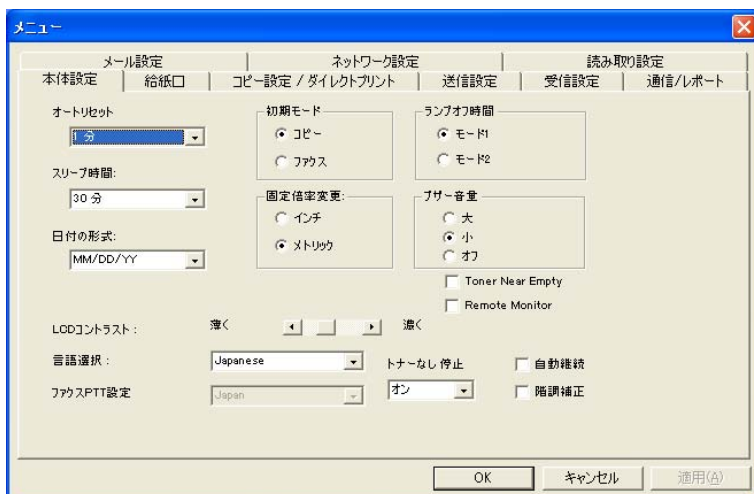 メニュー
メール設定 ネットワーク設定 読み取り設定
本体設定 給紙口 コピー設定 / ダイレクトプリント 送信設定 受信設定 通信/レポート
オートリセット
1 分
スリープ時間:
30 分
日付の形式:
MM/DD/YY
初期モード
コピー
ファクス
固定倍率変更:
インチ
メトリック
ランプオフ時間
モード1
モード2
ブザー音量
大
小
オフ
Toner Near Empty
Remote Monitor
LCDコントラスト : 薄く 濃く
言語選択 : Japanese
ファクスPTT設定 Japan
トナーなし 停止
オン
自動継続
階調補正
OK キャンセル 適用(A)